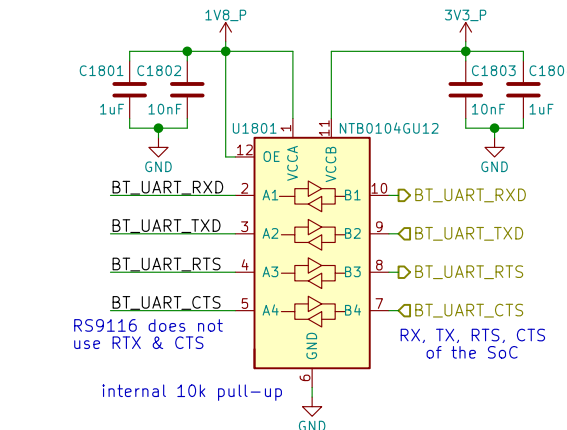 1V8_P
3V3_P
C1801
C1802
C1803
C180
1uF
10nF
10nF
1uF
U1801
1
11
NTB0104GU12
GND
GND
12
OE
VCCA
VCCB
BT_UART_RXD
2
A1
B1
10
BT_UART_RXD
BT_UART_TXD
3
A2
B2
9
BT_UART_TXD
BT_UART_RTS
4
A3
B3
8
BT_UART_RTS
BT_UART_CTS
5
A4
B4
7
BT_UART_CTS
RS9116 does not
use RTX & CTS
GND
RX, TX, RTS, CTS
of the SoC
6
internal 10k pull-up
GND